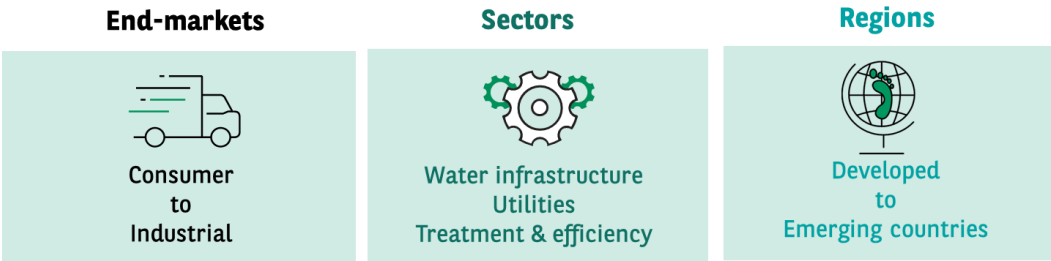 End-markets
Consumer
to
Industrial
Sectors
Water infrastructure
Utilities
Treatment & efficiency
Regions
Developed
to
Emerging countries